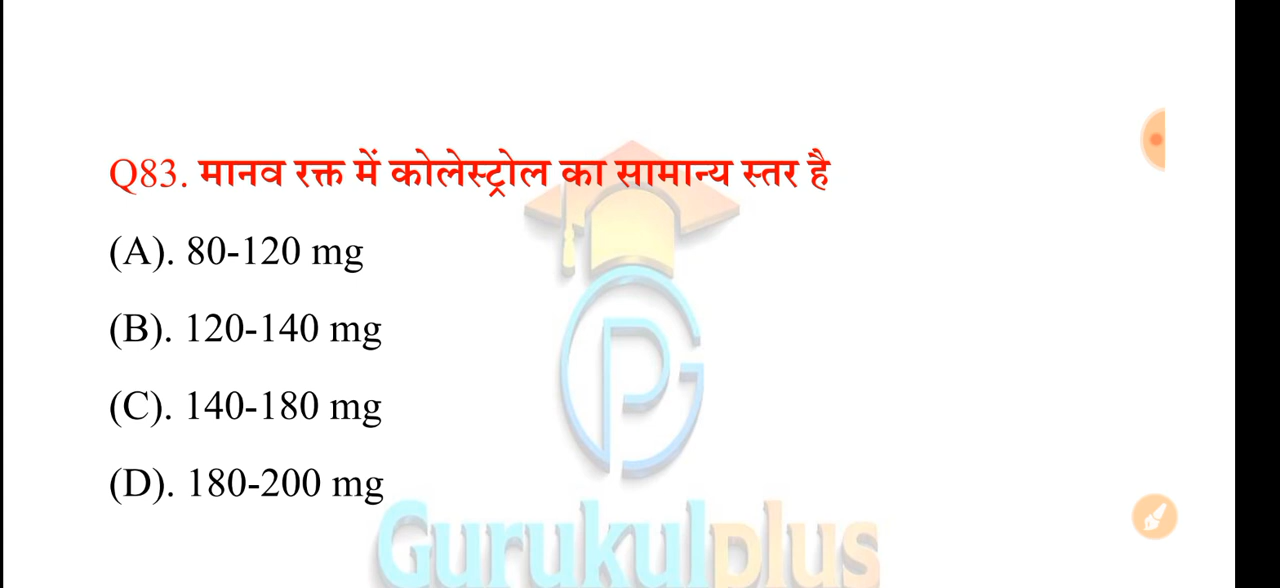 Q83. मानव रक्त में कोलेस्ट्रोल का सामान्य स्तर है
(A). 80-120 mg
(B). 120-140 mg
(C). 140-180 mg
(D). 180-200 mg
Gurukulplus